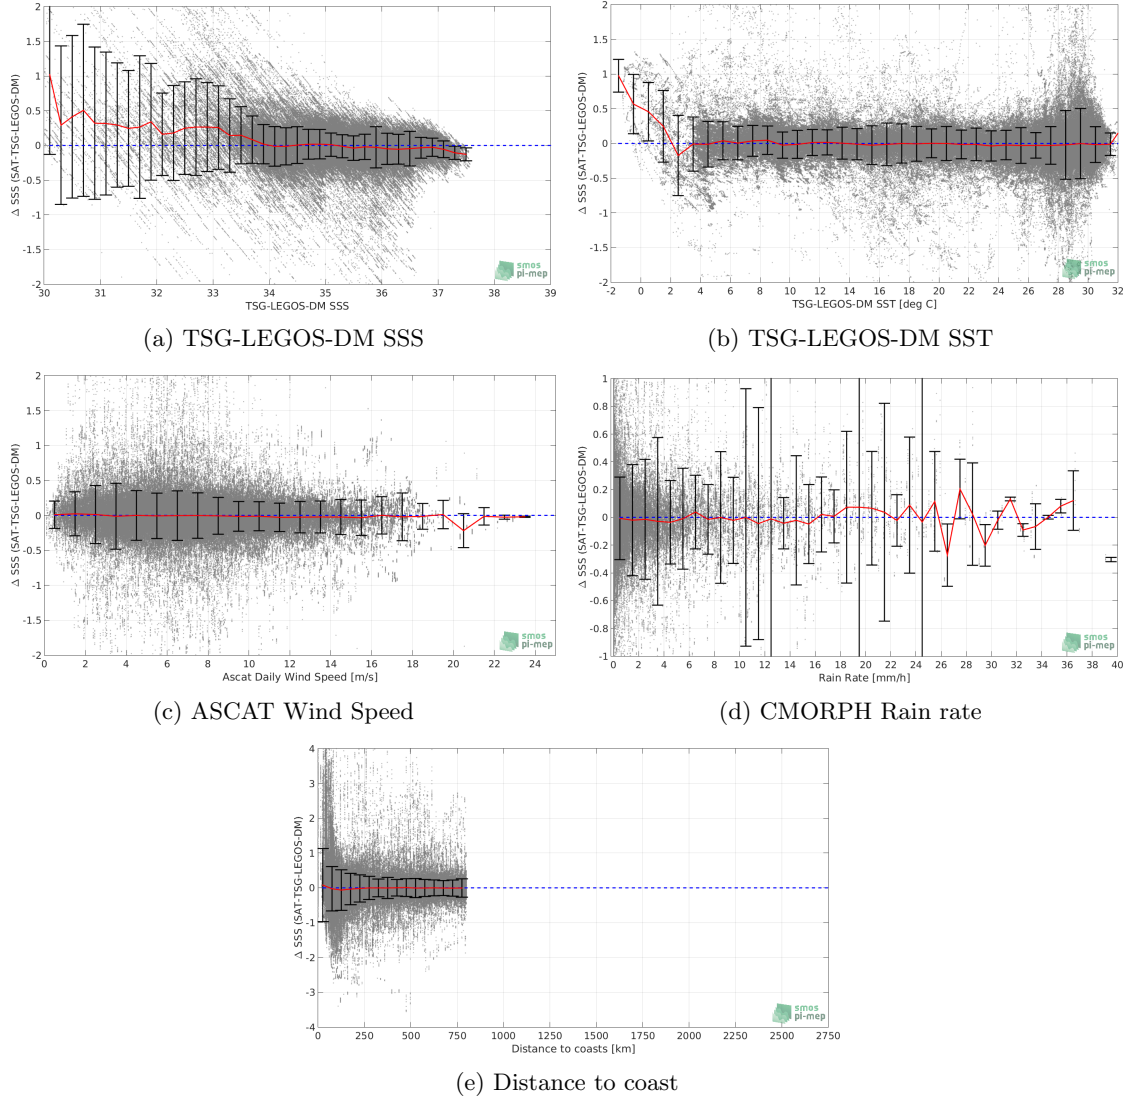 2
1.5
1
0.5
0
-0.5
-1
-1.5
-2
Δ SSS (SAT-TSG-LEGOS-DM)
30 31 32 33 34 35 36 37 38 39
TSG-LEGOS-DM SSS
smos
pi-mep
(a) TSG-LEGOS-DM SSS
2
1.5
1
0.5
0
-0.5
-1
-1.5
-2
Δ SSS (SAT-TSG-LEGOS-DM)
-2 0 2 4 6 8 10 12 14 16 18 20 22 24 26 28 30 32
TSG-LEGOS-DM SST [deg C]
smos
pi-mep
(b) TSG-LEGOS-DM SST
2
1.5
1
0.5
0
-0.5
-1
-1.5
-2
Δ SSS (SAT-TSG-LEGOS-DM)
0 2 4 6 8 10 12 14 16 18 20 22 24
Ascat Daily Wind Speed [m/s]
smos
pi-mep
(c) ASCAT Wind Speed
1
0.8
0.6
0.4
0.2
0
-0.2
-0.4
-0.6
-0.8
-1
Δ SSS (SAT-TSG-LEGOS-DM)
0 2 4 6 8 10 12 14 16 18 20 22 24 26 28 30 32 34 36 38 40
Rain Rate [mm/h]
smos
pi-mep
(d) CMORPH Rain rate
4
3
2
1
0
-1
-2
-3
-4
Δ SSS (SAT-TSG-LEGOS-DM)
0 250 500 750 1000 1250 1500 1750 2000 2250 2500 2750
Distance to coasts [km]
smos
pi-mep
(e) Distance to coast